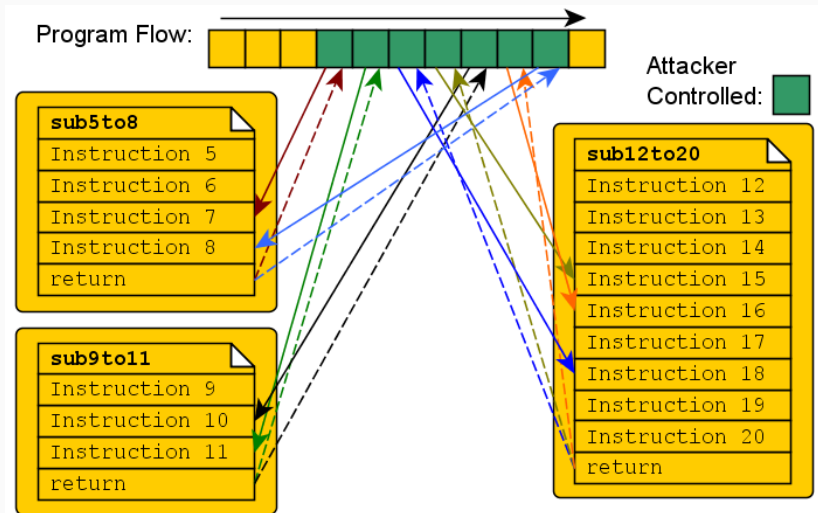 Program Flow:
Attacker
Controlled:
sub5to8
Instruction 5
Instruction 6
Instruction 7
Instruction 8
return
sub9to11
Instruction 9
Instruction 10
Instruction 11
return
sub12to20
Instruction 12
Instruction 13
Instruction 14
Instruction 15
Instruction 16
Instruction 17
Instruction 18
Instruction 19
Instruction 20
return